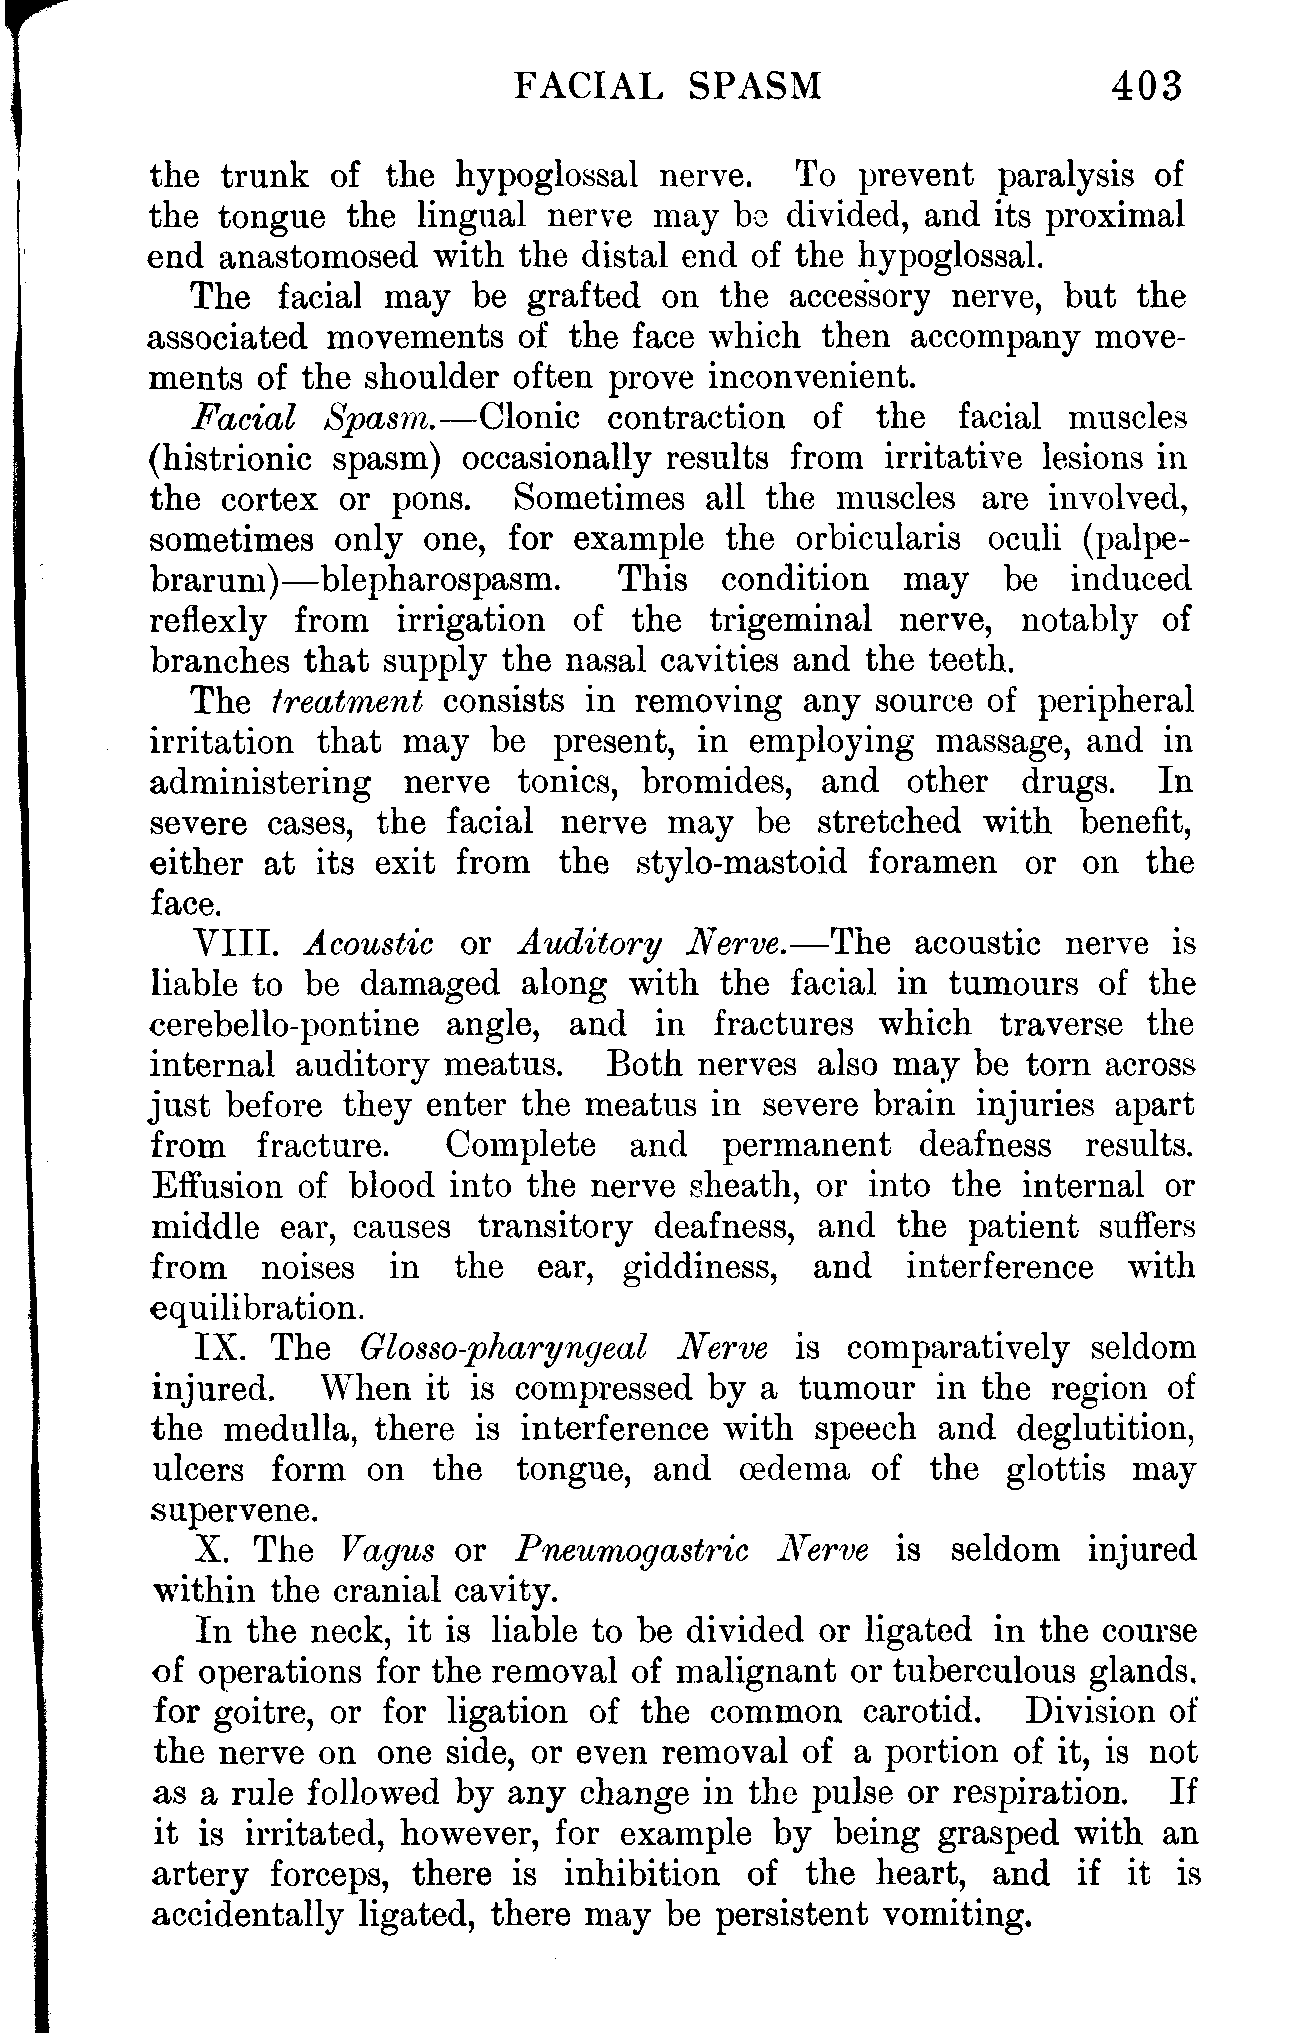 FACIAL SPASM 403
the trunk of the hypoglossal nerve. To prevent paralysis of
the tongue the lingual nerve may be divided, and its proximal
end anastomosed with the distal end of the hypoglossal.
The facial may be grafted on the accessory nerve, but the
associated movements of the face which then accompany move-
ments of the shoulder often prove inconvenient.
Facial Spasm.—Clonic contraction of the facial muscles
(histrionic spasm) occasionally results from irritative lesions in
the cortex or pons. Sometimes all the muscles are involved,
sometimes only one, for example the orbicularis oculi (palpe-
brarum)—blepharospasm. This condition may be induced
reflexly from irrigation of the trigeminal nerve, notably of
branches that supply the nasal cavities and the teeth.
The treatment consists in removing any source of peripheral
irritation that may be present, in employing massage, and in
administering nerve tonics, bromides, and other drugs. In
severe cases, the facial nerve may be stretched with benefit,
either at its exit from the stylo-mastoid foramen or on the
face.
VIII. Acoustic or Auditory Nerve.—The acoustic nerve is
liable to be damaged along with the facial in tumours of the
cerebello-pontine angle, and in fractures which traverse the
internal auditory meatus. Both nerves also may be torn across
just before they enter the meatus in severe brain injuries apart
from fracture. Complete and permanent deafness results.
Effusion of blood into the nerve sheath, or into the internal or
middle ear, causes transitory deafness, and the patient suffers
from noises in the ear, giddiness, and interference with
equilibration.
IX. The Glosso-pharyngeal Nerve is comparatively seldom
injured. When it is compressed by a tumour in the region of
the medulla, there is interference with speech and deglutition,
ulcers form on the tongue, and œdema of the glottis may
supervene.
X. The Vagus or Pneumogastric Nerve is seldom injured
within the cranial cavity.
In the neck, it is liable to be divided or ligated in the course
of operations for the removal of malignant or tuberculous glands.
for goitre, or for ligation of the common carotid. Division of
the nerve on one side, or even removal of a portion of it, is not
as a rule followed by any change in the pulse or respiration. If
it is irritated, however, for example by being grasped with an
artery forceps, there is inhibition of the heart, and if it is
accidentally ligated, there may be persistent vomiting.